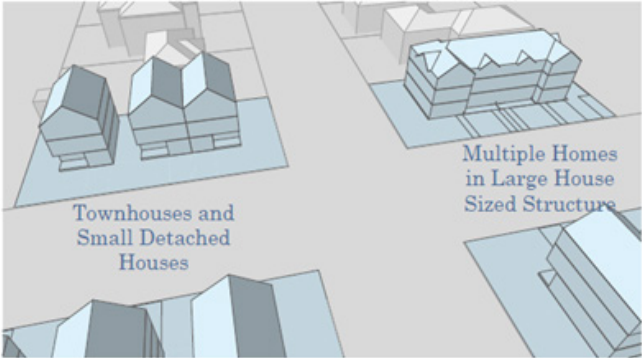 Multiple Homes
in Large House
Sized Structure
Townhouses and
Small Detached
Houses